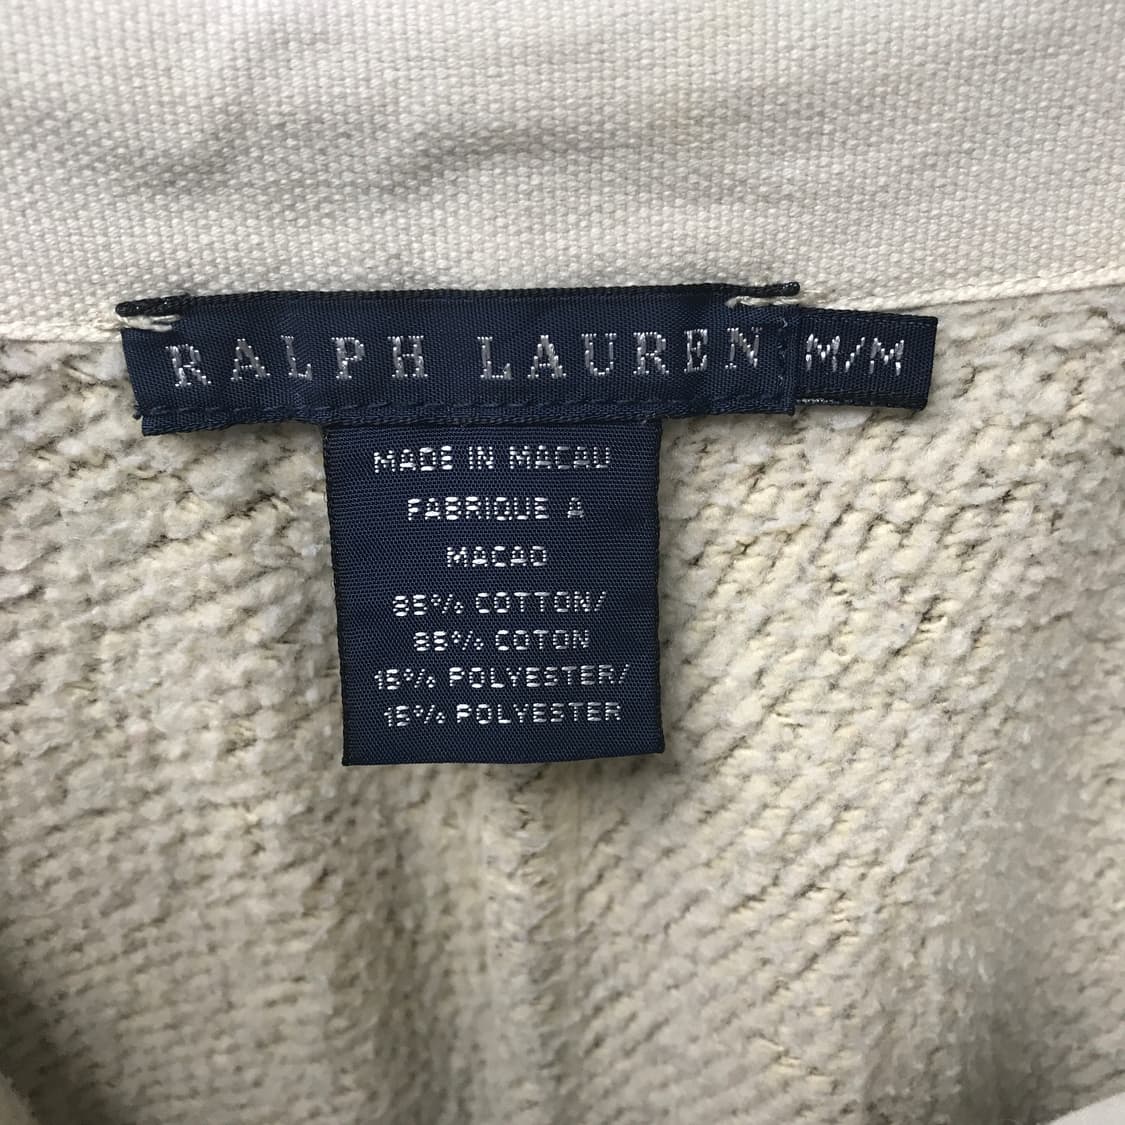 RALPH LAUREN M/M
MADE IN MACAU
FABRIQUE A
MACAO
85% COTTON/
85% COTON
15% POLYESTER/
15% POLYESTER